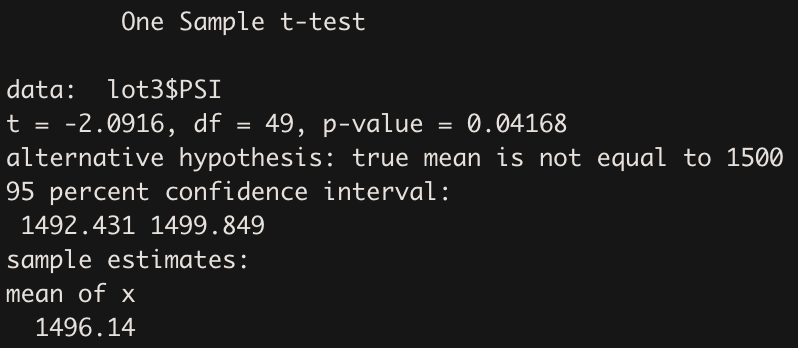 One Sample t-test
data:  lot3$PSI
t = -2.0916, df = 49, p-value = 0.04168
alternative hypothesis: true mean is not equal to 1500
95 percent confidence interval:
 1492.431 1499.849
sample estimates:
mean of x
  1496.14